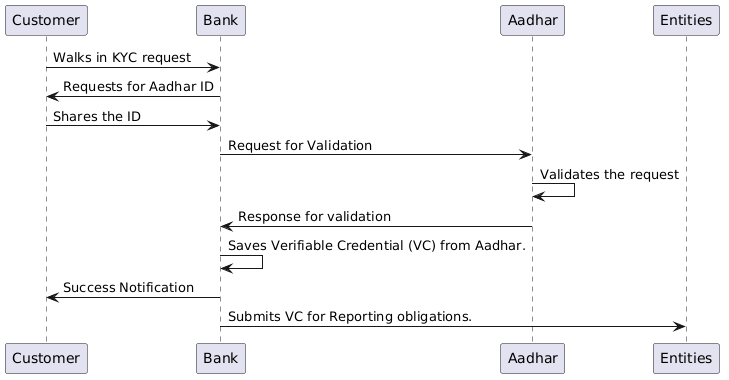 Customer
Bank
Aadhar
Entities
Walks in KYC request
Requests for Aadhar ID
Shares the ID
Request for Validation
Validates the request
Response for validation
Saves Verifiable Credential (VC) from Aadhar.
Success Notification
Submits VC for Reporting obligations.
Customer
Bank
Aadhar
Entities